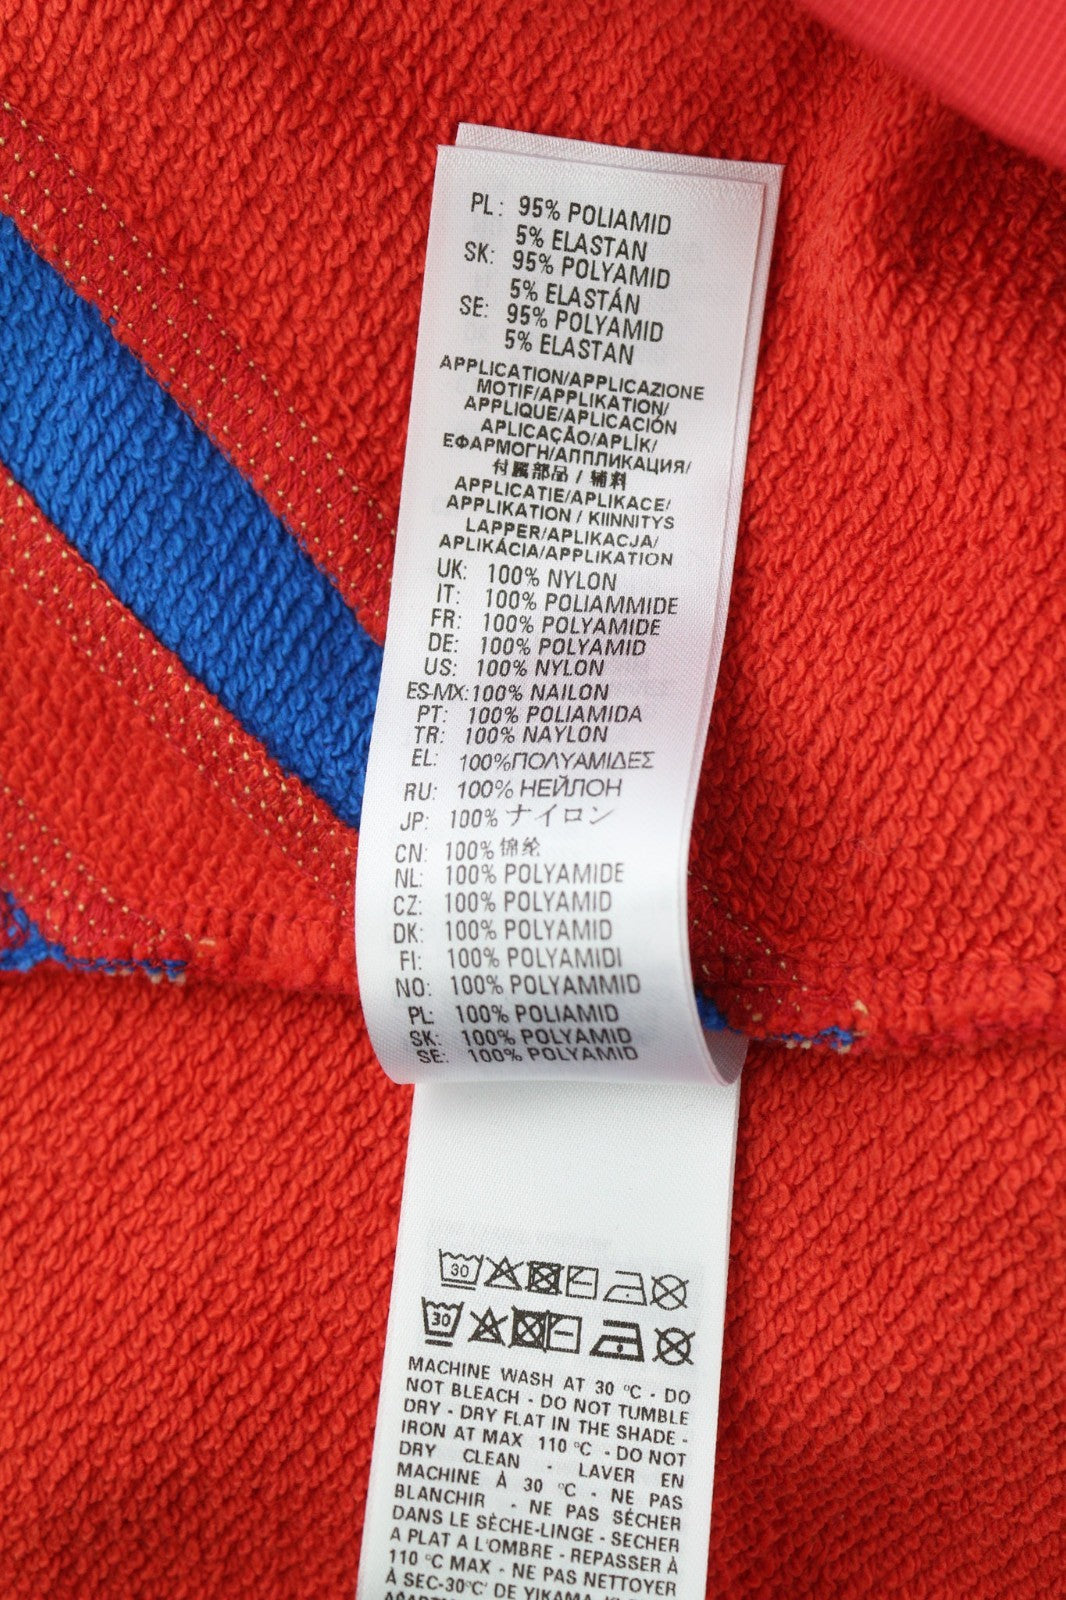 PL: 95% POLIAMID
5% ELASTAN
SK: 95% POLYAMID
5% ELASTÁN
SE: 95% POLYAMID
5% ELASTAN
APPLICATION/APPLICAZIONE
MOTIF/APPLIKATION/
APPLIQUE/APLICACIÓN
APLICAÇÃO/APLİK/
ΕΦΑΡΜΟΓΗ/АППЛИКАЦИЯ/
付属部品 / 辅料
APPLICATIE/APLIKACE/
APPLIKATION / KIINNITYS
LAPPER/APLIKACJA/
APLIKÁCIA/APPLIKATION
UK: 100% NYLON
IT: 100% POLIAMMIDE
FR: 100% POLYAMIDE
DE: 100% POLYAMID
US: 100% NYLON
ES-MX: 100% NAILON
PT: 100% POLIAMIDA
TR: 100% NAYLON
EL: 100%ΠΟΛΥΑΜΙΔΕΣ
RU: 100% НЕЙЛОН
JP: 100% ナイロン
CN: 100% 锦纶
NL: 100% POLYAMIDE
CZ: 100% POLYAMID
DK: 100% POLYAMID
FI: 100% POLYAMIDI
NO: 100% POLYAMMID
PL: 100% POLIAMID
SK: 100% POLYAMID
SE: 100% POLYAMID
30
30
MACHINE WASH AT 30 °C - DO
NOT BLEACH - DO NOT TUMBLE
DRY - DRY FLAT IN THE SHADE -
IRON AT MAX 110 °C - DO NOT
DRY CLEAN - LAVER EN
MACHINE À 30 °C - NE PAS
BLANCHIR - NE PAS SÉCHER
DANS LE SÈCHE-LINGE - SECHER
A PLAT A L'OMBRE - REPASSER À
110 °C MAX - NE PAS NETTOYER
À SEC-30°C' DE YIKAMA